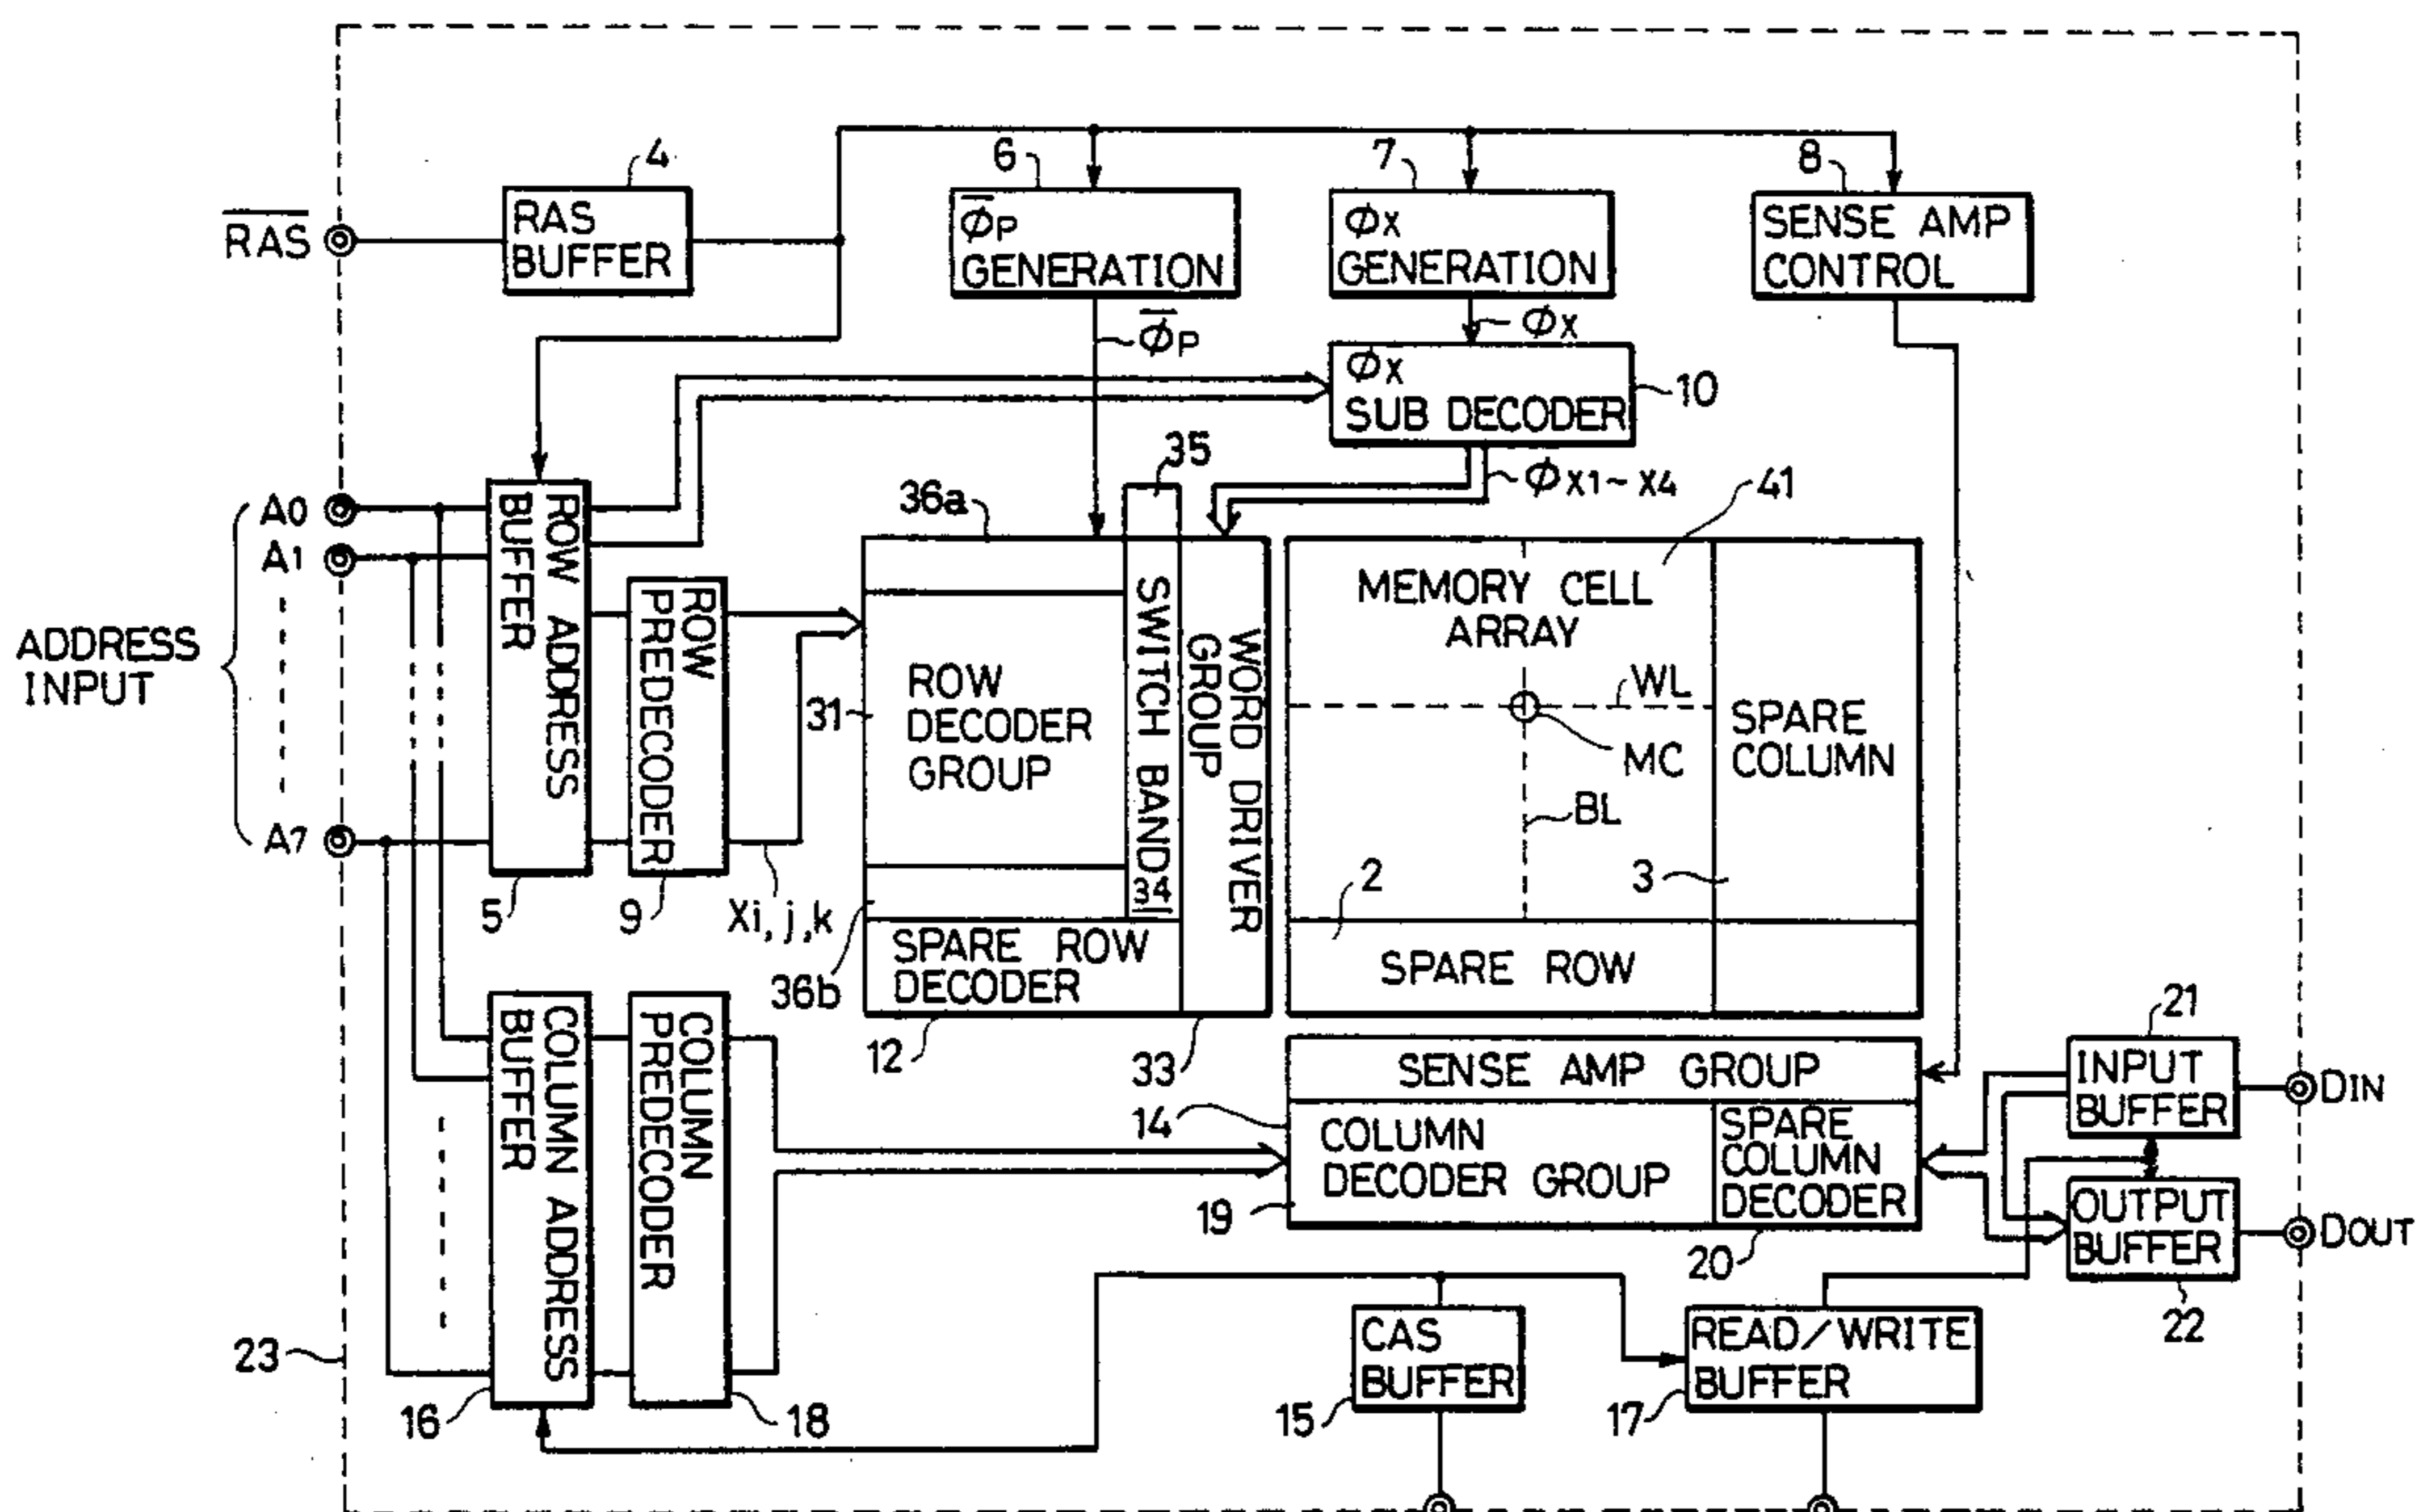 4
6
7
8
RAS
RAS
BUFFER
φP
GENERATION
φX
GENERATION
SENSE AMP
CONTROL
φP
φX
φX
SUB DECODER
10
35
φX1~X4
36a
41
A0
A1
A7
ADDRESS
INPUT
ROW ADDRESS
BUFFER
5
ROW
PREDECODER
9
Xi, j, k
31
ROW
DECODER
GROUP
SWITCH BAND
34
WORD DRIVER
GROUP
MEMORY CELL
ARRAY
WL
MC
BL
SPARE
COLUMN
3
2
SPARE ROW
36b
SPARE ROW
DECODER
12
33
COLUMN ADDRESS
BUFFER
16
COLUMN
PREDECODER
18
SENSE AMP GROUP
14
COLUMN
DECODER GROUP
19
SPARE
COLUMN
DECODER
20
21
INPUT
BUFFER
DIN
OUTPUT
BUFFER
DOUT
22
23
CAS
BUFFER
15
READ/WRITE
BUFFER
17